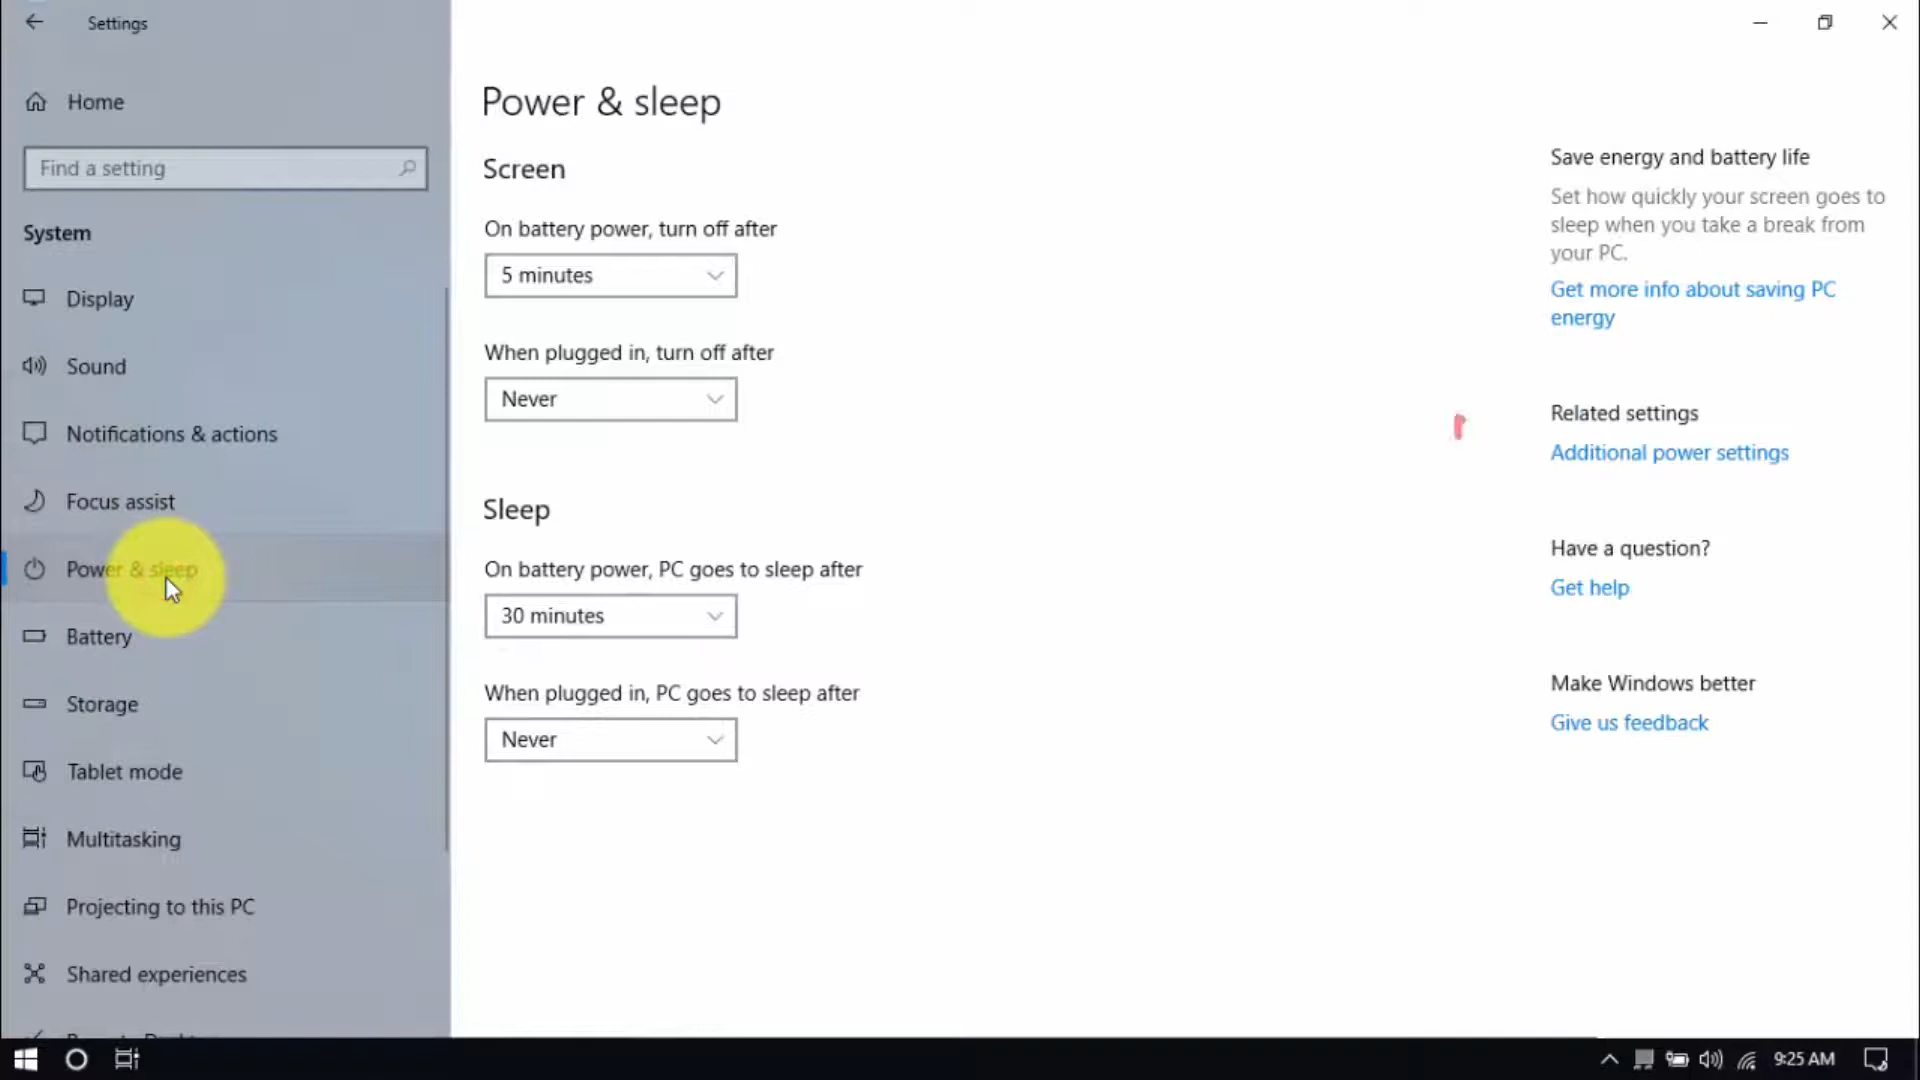 Settings
Home
Find a setting
System
Display
Sound
Notifications & actions
Focus assist
Power & sleep
Battery
Storage
Tablet mode
Multitasking
Projecting to this PC
Shared experiences
Power & sleep
Screen
On battery power, turn off after
5 minutes
When plugged in, turn off after
Never
Sleep
On battery power, PC goes to sleep after
30 minutes
When plugged in, PC goes to sleep after
Never
Save energy and battery life
Set how quickly your screen goes to
sleep when you take a break from
your PC.
Get more info about saving PC
energy
Related settings
Additional power settings
Have a question?
Get help
Make Windows better
Give us feedback
9:25 AM